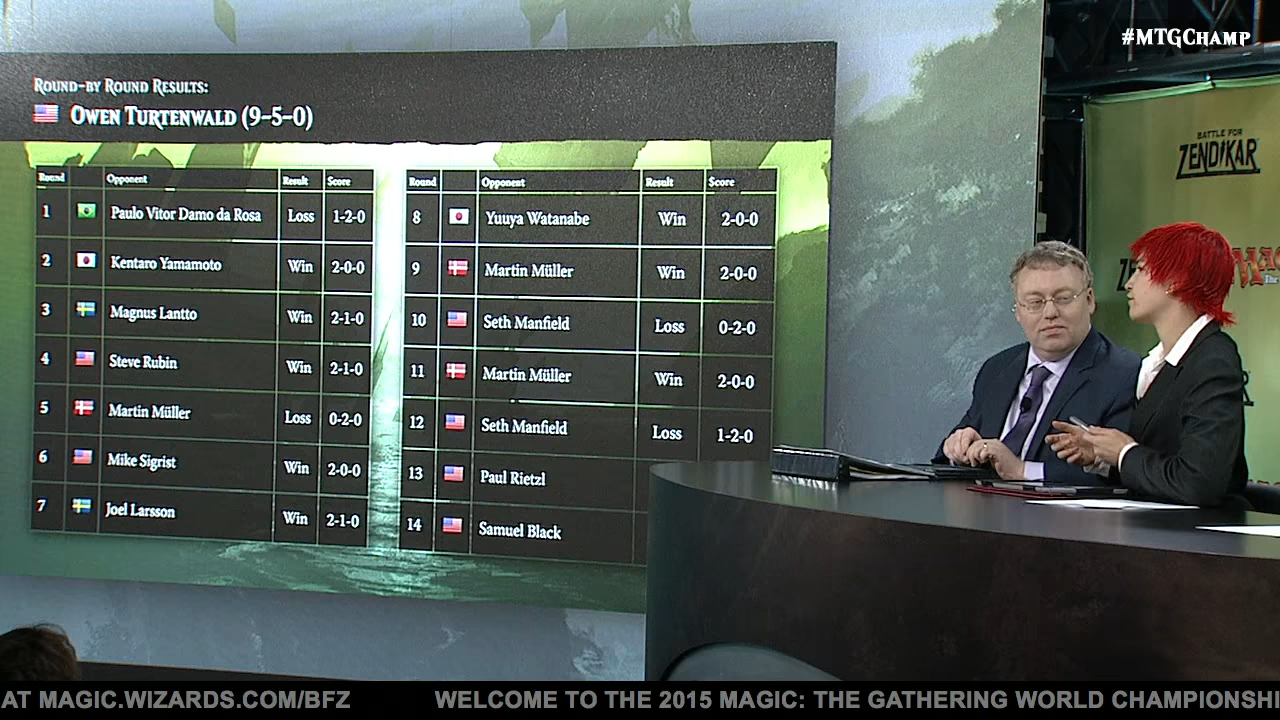 #MTGChamp
Round-by Round Results:
Owen Turtenwald (9-5-0)
Round Opponent Result Score
1 Paulo Vitor Damo da Rosa Loss 1-2-0
2 Kentaro Yamamoto Win 2-0-0
3 Magnus Lantto Win 2-1-0
4 Steve Rubin Win 2-1-0
5 Martin Müller Loss 0-2-0
6 Mike Sigrist Win 2-0-0
7 Joel Larsson Win 2-1-0
Round Opponent Result Score
8 Yuuya Watanabe Win 2-0-0
9 Martin Müller Win 2-0-0
10 Seth Manfield Loss 0-2-0
11 Martin Müller Win 2-0-0
12 Seth Manfield Loss 1-2-0
13 Paul Rietzl
14 Samuel Black
BATTLE FOR
ZENDIKAR
AT MAGIC.WIZARDS.COM/BFZ WELCOME TO THE 2015 MAGIC: THE GATHERING WORLD CHAMPIONSHI